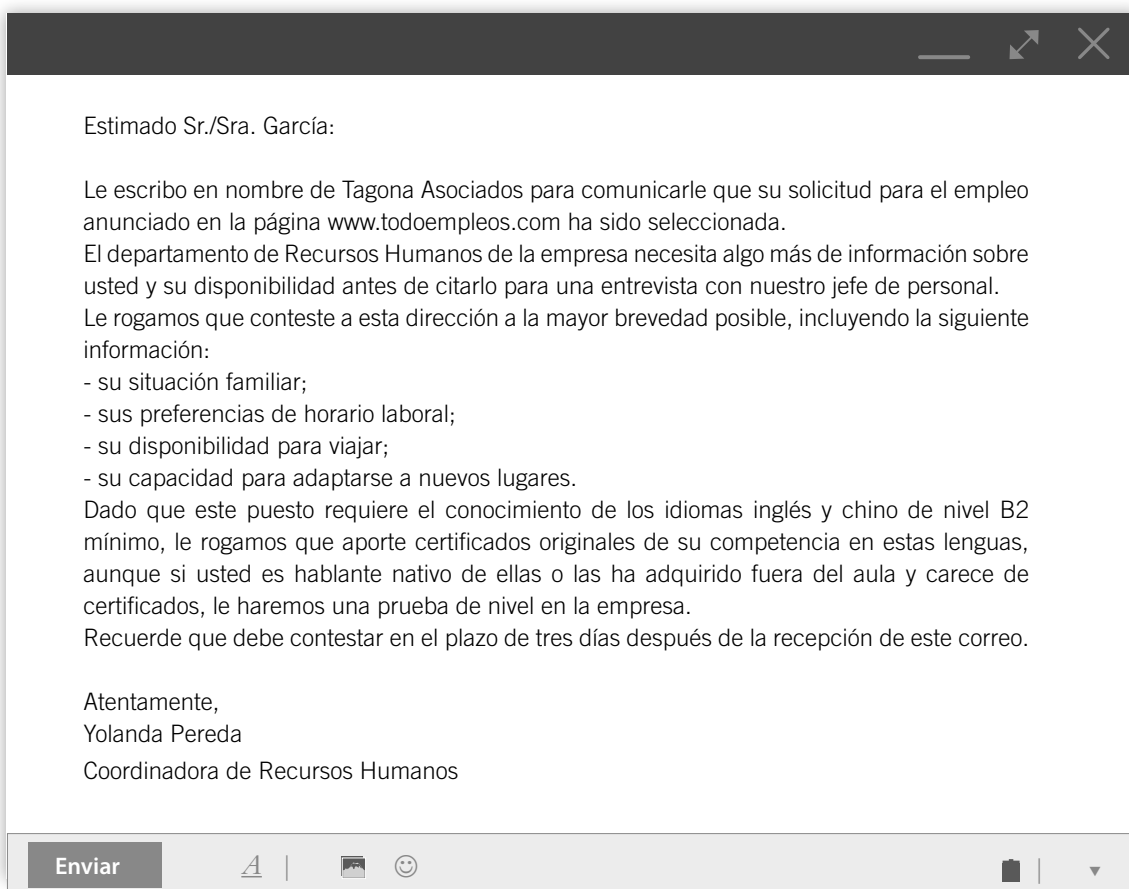 Estimado Sr./Sra. García:
Le escribo en nombre de Tagona Asociados para comunicarle que su solicitud para el empleo
anunciado en la página www.todoempleos.com ha sido seleccionada.
El departamento de Recursos Humanos de la empresa necesita algo más de información sobre
usted y su disponibilidad antes de citarlo para una entrevista con nuestro jefe de personal.
Le rogamos que conteste a esta dirección a la mayor brevedad posible, incluyendo la siguiente
información:
- su situación familiar;
- sus preferencias de horario laboral;
- su disponibilidad para viajar;
- su capacidad para adaptarse a nuevos lugares.
Dado que este puesto requiere el conocimiento de los idiomas inglés y chino de nivel B2
mínimo, le rogamos que aporte certificados originales de su competencia en estas lenguas,
aunque si usted es hablante nativo de ellas o las ha adquirido fuera del aula y carece de
certificados, le haremos una prueba de nivel en la empresa.
Recuerde que debe contestar en el plazo de tres días después de la recepción de este correo.
Atentamente,
Yolanda Pereda
Coordinadora de Recursos Humanos
Enviar A